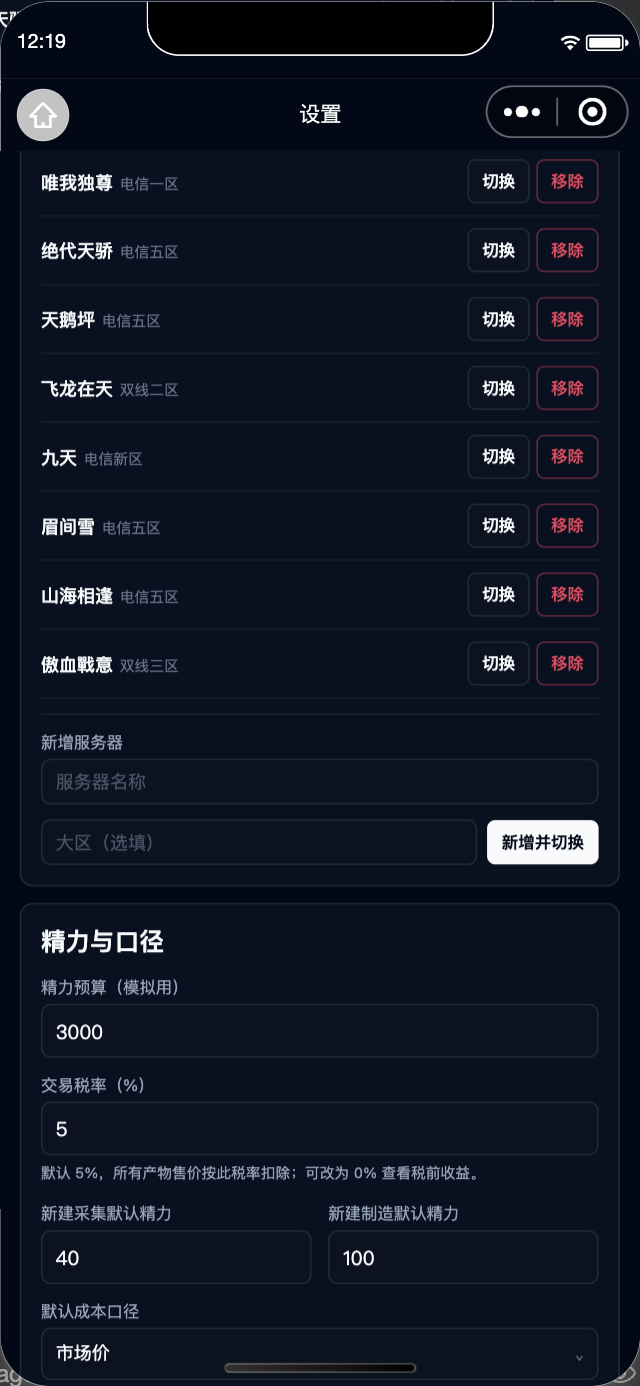 12:19
设置
唯我独尊 电信一区 切换 移除
绝代天骄 电信五区 切换 移除
天鹅坪 电信五区 切换 移除
飞龙在天 双线二区 切换 移除
九天 电信新区 切换 移除
眉间雪 电信五区 切换 移除
山海相逢 电信五区 切换 移除
傲血戰意 双线三区 切换 移除
新增服务器
服务器名称
大区（选填） 新增并切换
精力与口径
精力预算（模拟用）
3000
交易税率（%）
5
默认 5%，所有产物售价按此税率扣除；可改为 0% 查看税前收益。
新建采集默认精力 新建制造默认精力
40 100
默认成本口径
市场价